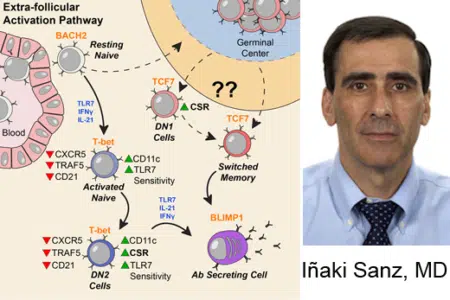 Extra-follicular
Activation Pathway
BACH2
Resting
Naive
Germinal
Center
TCF7
??
CSR
DN1
Cells
TCF7
Switched
Memory
Blood
TLR7
IFNγ
IL-21
T-bet
CXCR5
TRAF5
CD21
CD11c
TLR7
Sensitivity
Activated
Naive
TLR7
IL-21
IFNγ
BLIMP1
T-bet
CXCR5
TRAF5
CD21
CD11c
CSR
TLR7
Sensitivity
DN2
Cells
Ab Secreting Cell
Iñaki Sanz, MD